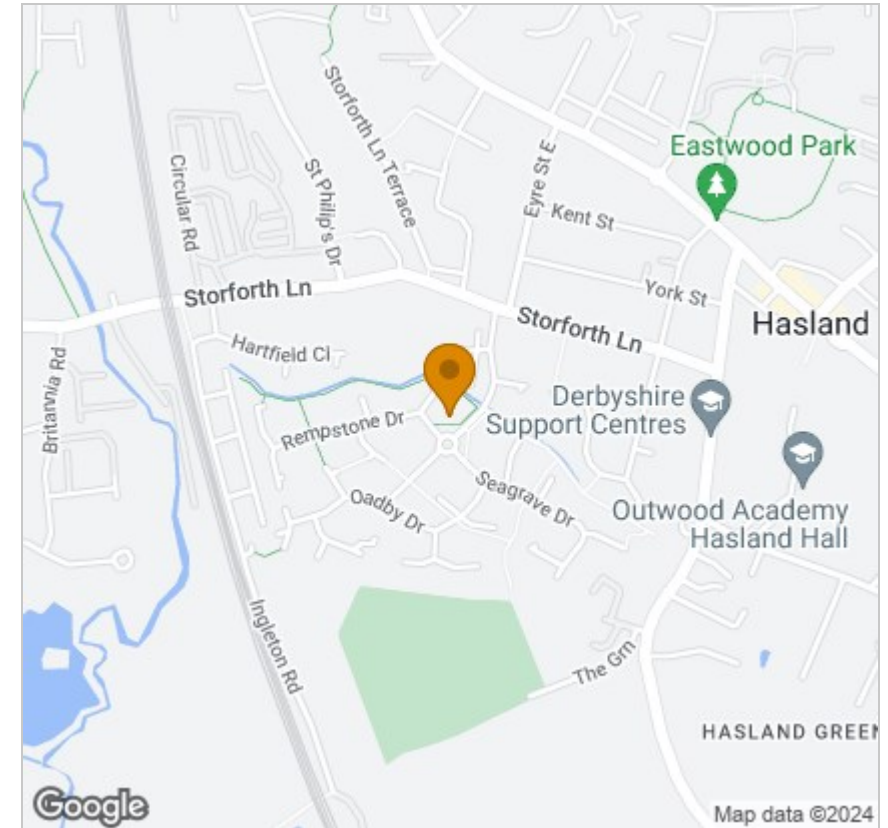 Storforth Ln Terrace
Circular Rd
St Philip's Dr
Eyre St E
Eastwood Park
Kent St
York St
Storforth Ln
Storforth Ln
Hasland
Britannia Rd
Hartfield Cl
Derbyshire
Support Centres
Rempstone Dr
Oadby Dr
Seagrave Dr
Outwood Academy
Hasland Hall
Ingleton Rd
The Grn
HASLAND GREEN
Google
Map data ©2024